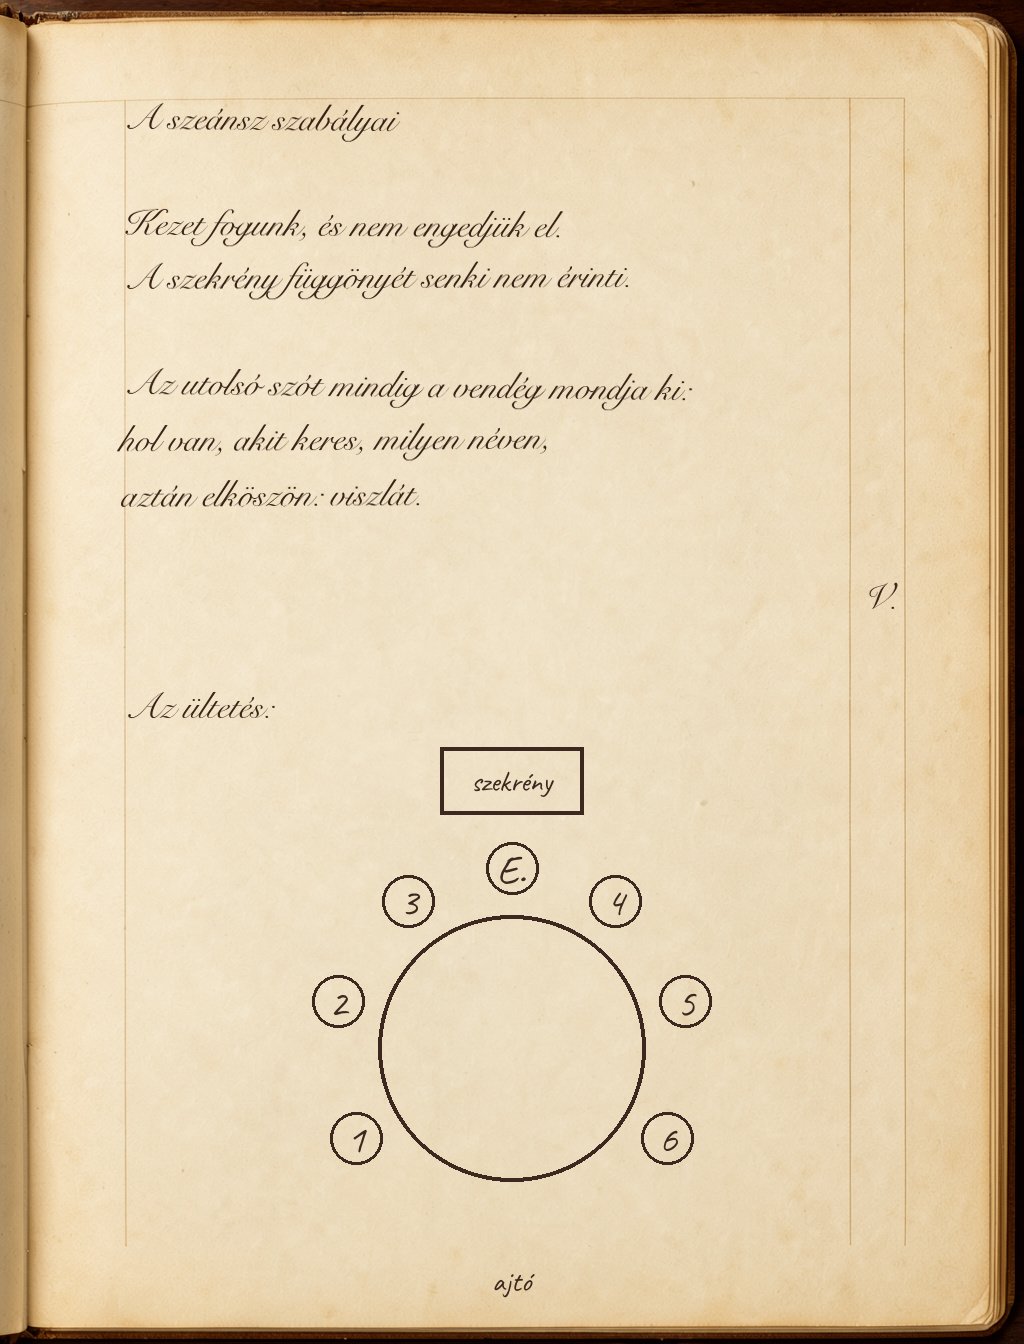 A szeánsz szabályai
Kezet fogunk, és nem engedjük el.
A szekrény függönyét senki nem érinti.
Az utolsó szót mindig a vendég mondja ki:
hol van, akit keres, milyen néven,
aztán elköszön: viszlát.
V.
Az ültetés:
szekrény
E.
3
4
2
5
1
6
ajtó